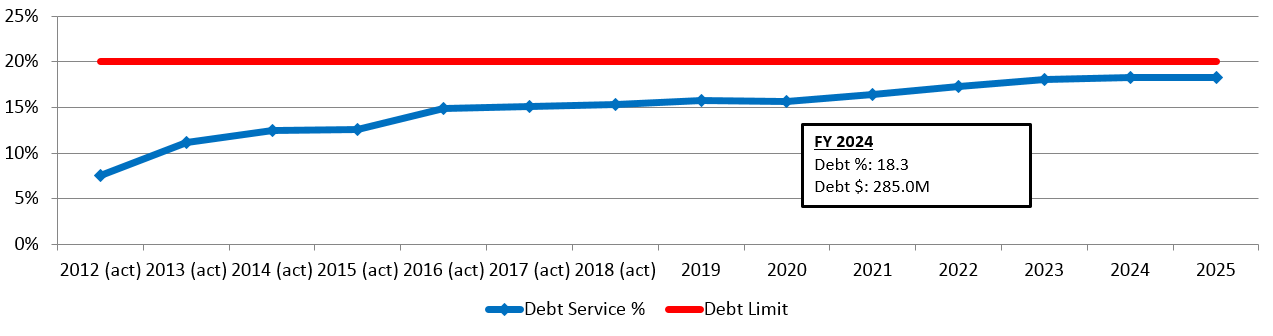 25%
20%
15%
10%
5%
0%
FY 2024
Debt %: 18.3
Debt $: 285.0M
2012 (act) 2013 (act) 2014 (act) 2015 (act) 2016 (act) 2017 (act) 2018 (act) 2019 2020 2021 2022 2023 2024 2025
Debt Service % Debt Limit